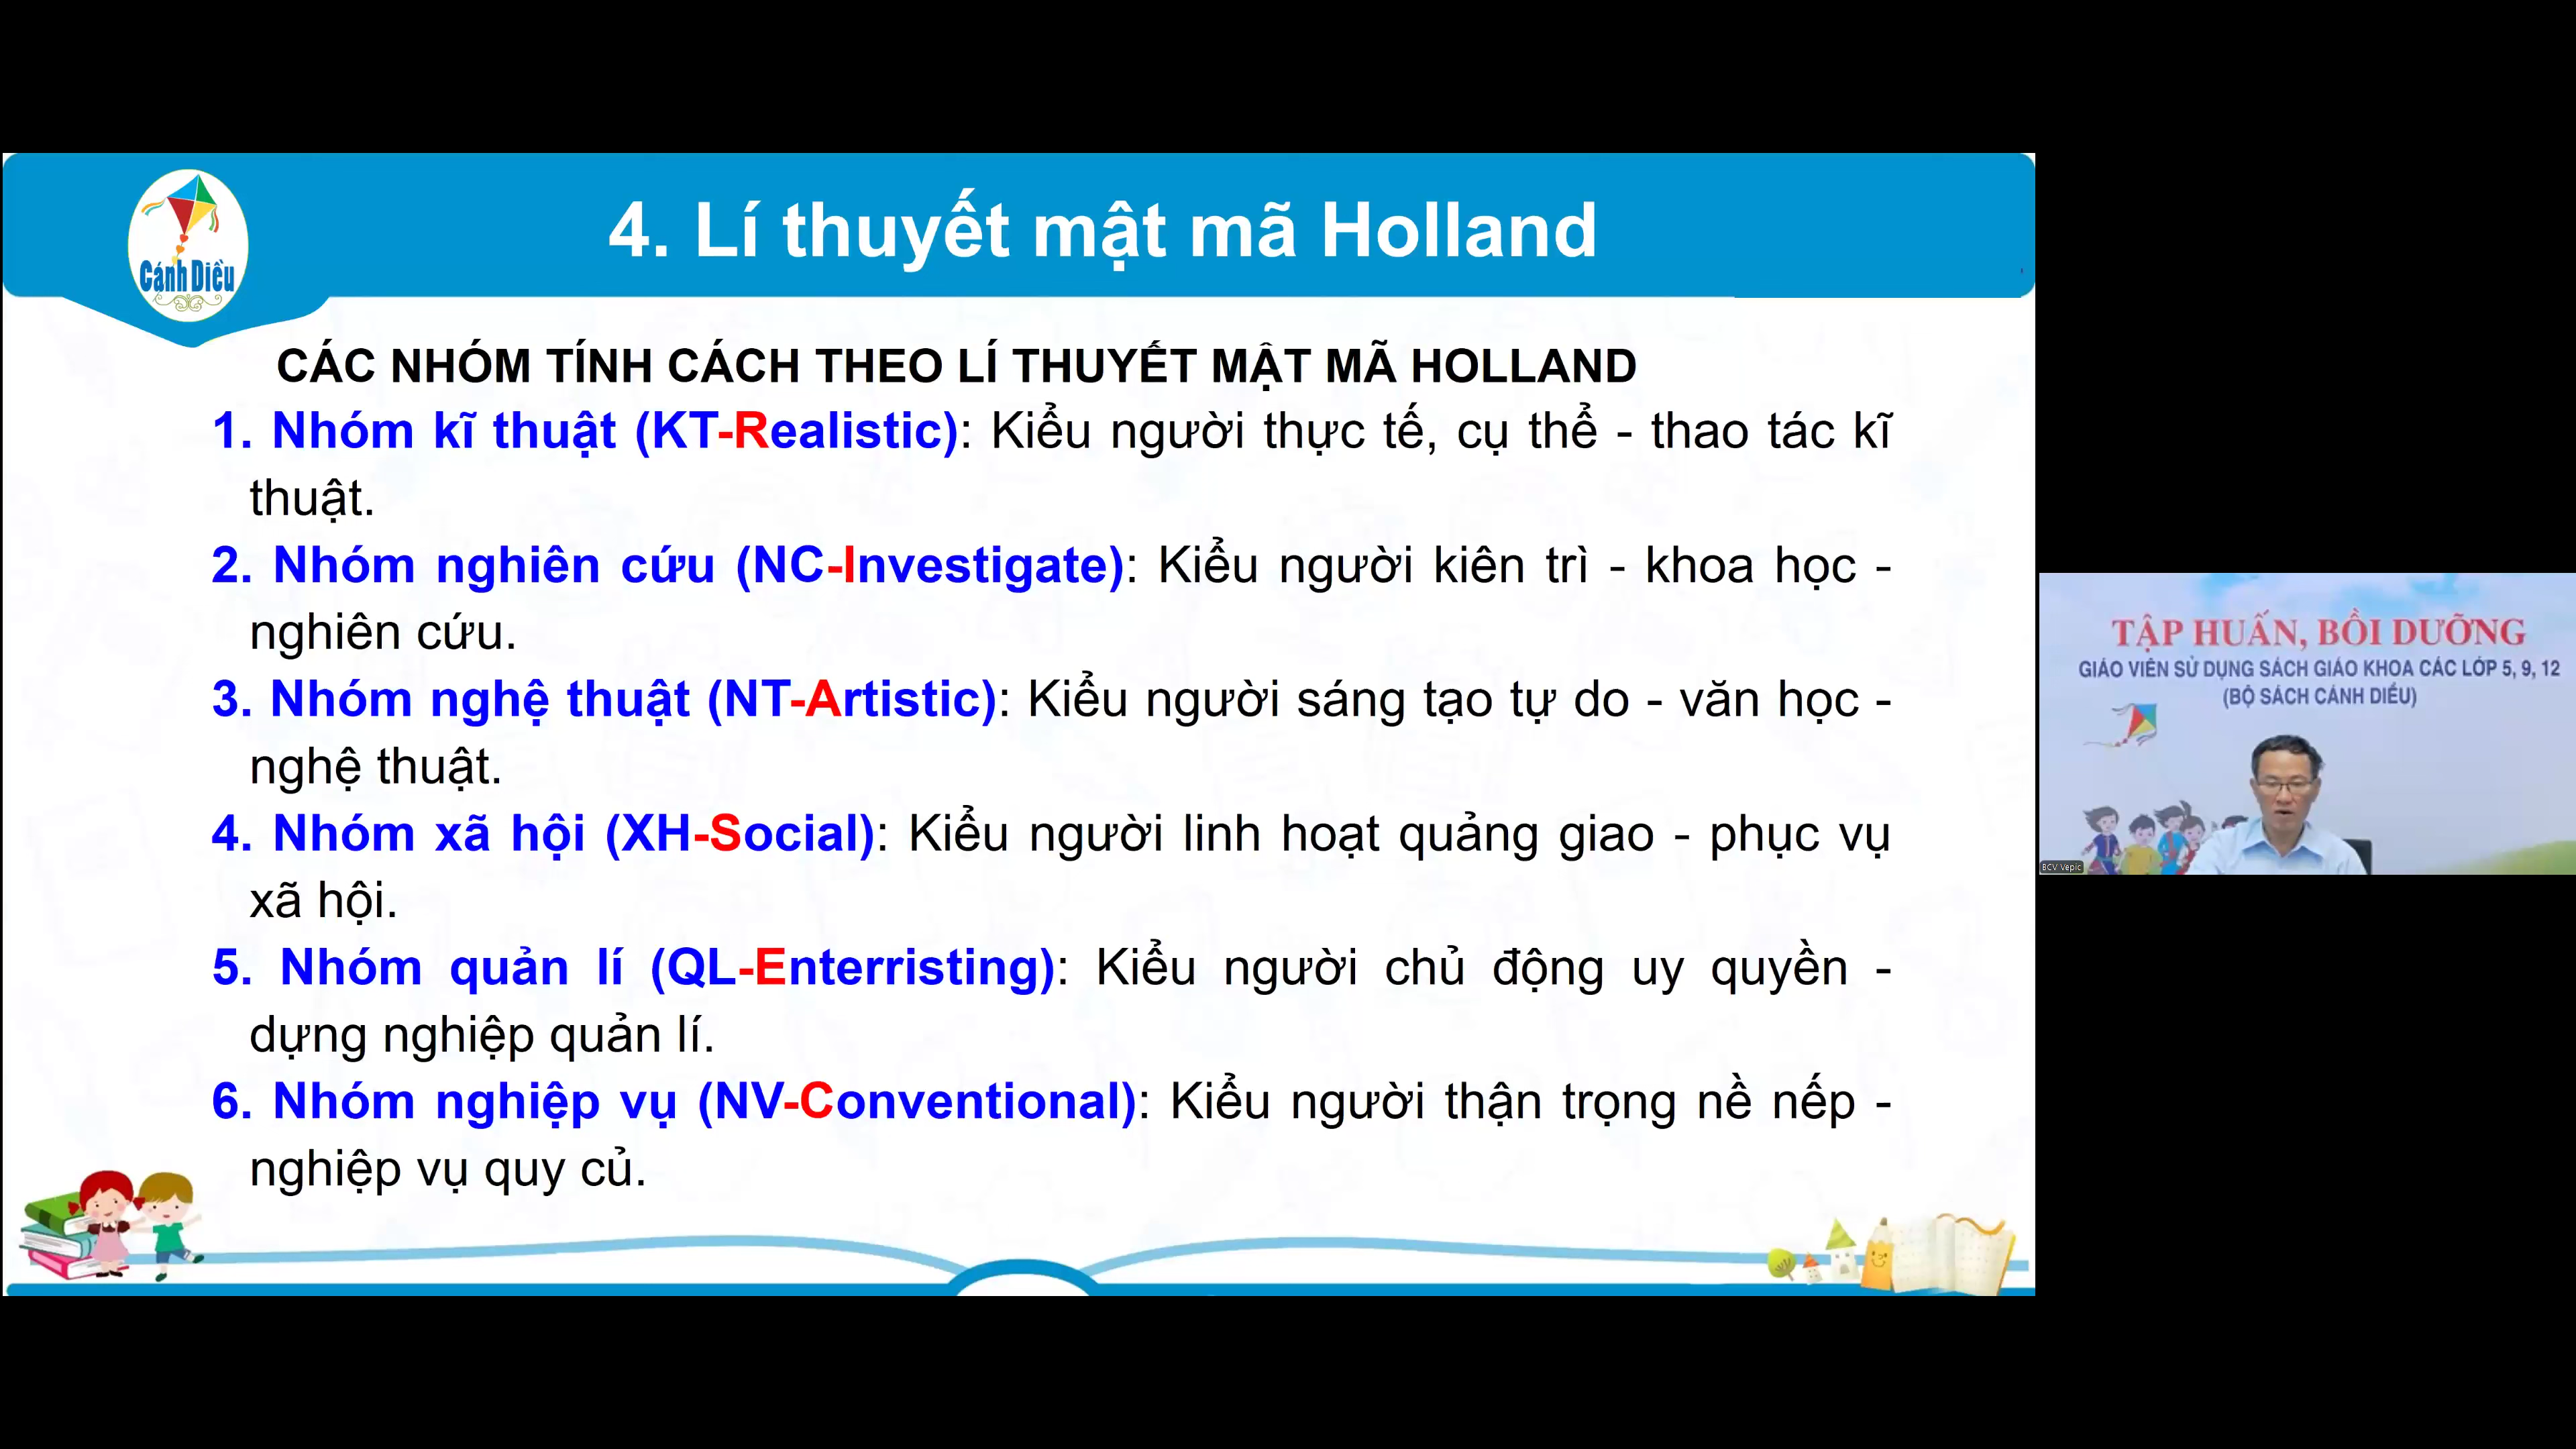 Cánh Diều
4. Lí thuyết mật mã Holland
CÁC NHÓM TÍNH CÁCH THEO LÍ THUYẾT MẬT MÃ HOLLAND
1. Nhóm kĩ thuật (KT-Realistic): Kiểu người thực tế, cụ thể - thao tác kĩ
thuật.
2. Nhóm nghiên cứu (NC-Investigate): Kiểu người kiên trì - khoa học -
nghiên cứu.
3. Nhóm nghệ thuật (NT-Artistic): Kiểu người sáng tạo tự do - văn học -
nghệ thuật.
4. Nhóm xã hội (XH-Social): Kiểu người linh hoạt quảng giao - phục vụ
xã hội.
5. Nhóm quản lí (QL-Enterristing): Kiểu người chủ động uy quyền -
dựng nghiệp quản lí.
6. Nhóm nghiệp vụ (NV-Conventional): Kiểu người thận trọng nề nếp -
nghiệp vụ quy củ.
TẬP HUẤN, BỒI DƯỠNG
GIÁO VIÊN SỬ DỤNG SÁCH GIÁO KHOA CÁC LỚP 5, 9, 12
(BỘ SÁCH CÁNH DIỀU)
BCV Vepic